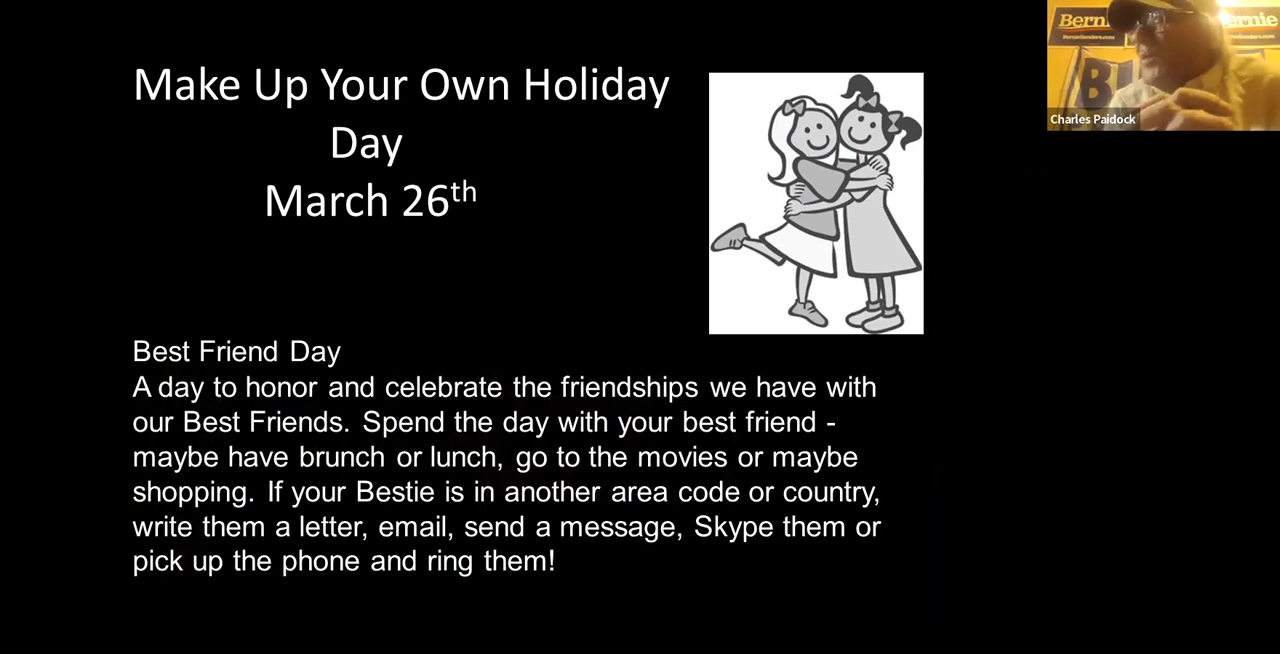 Make Up Your Own Holiday
Day
March 26th
Best Friend Day
A day to honor and celebrate the friendships we have with
our Best Friends. Spend the day with your best friend -
maybe have brunch or lunch, go to the movies or maybe
shopping. If your Bestie is in another area code or country,
write them a letter, email, send a message, Skype them or
pick up the phone and ring them!
Charles Paidock